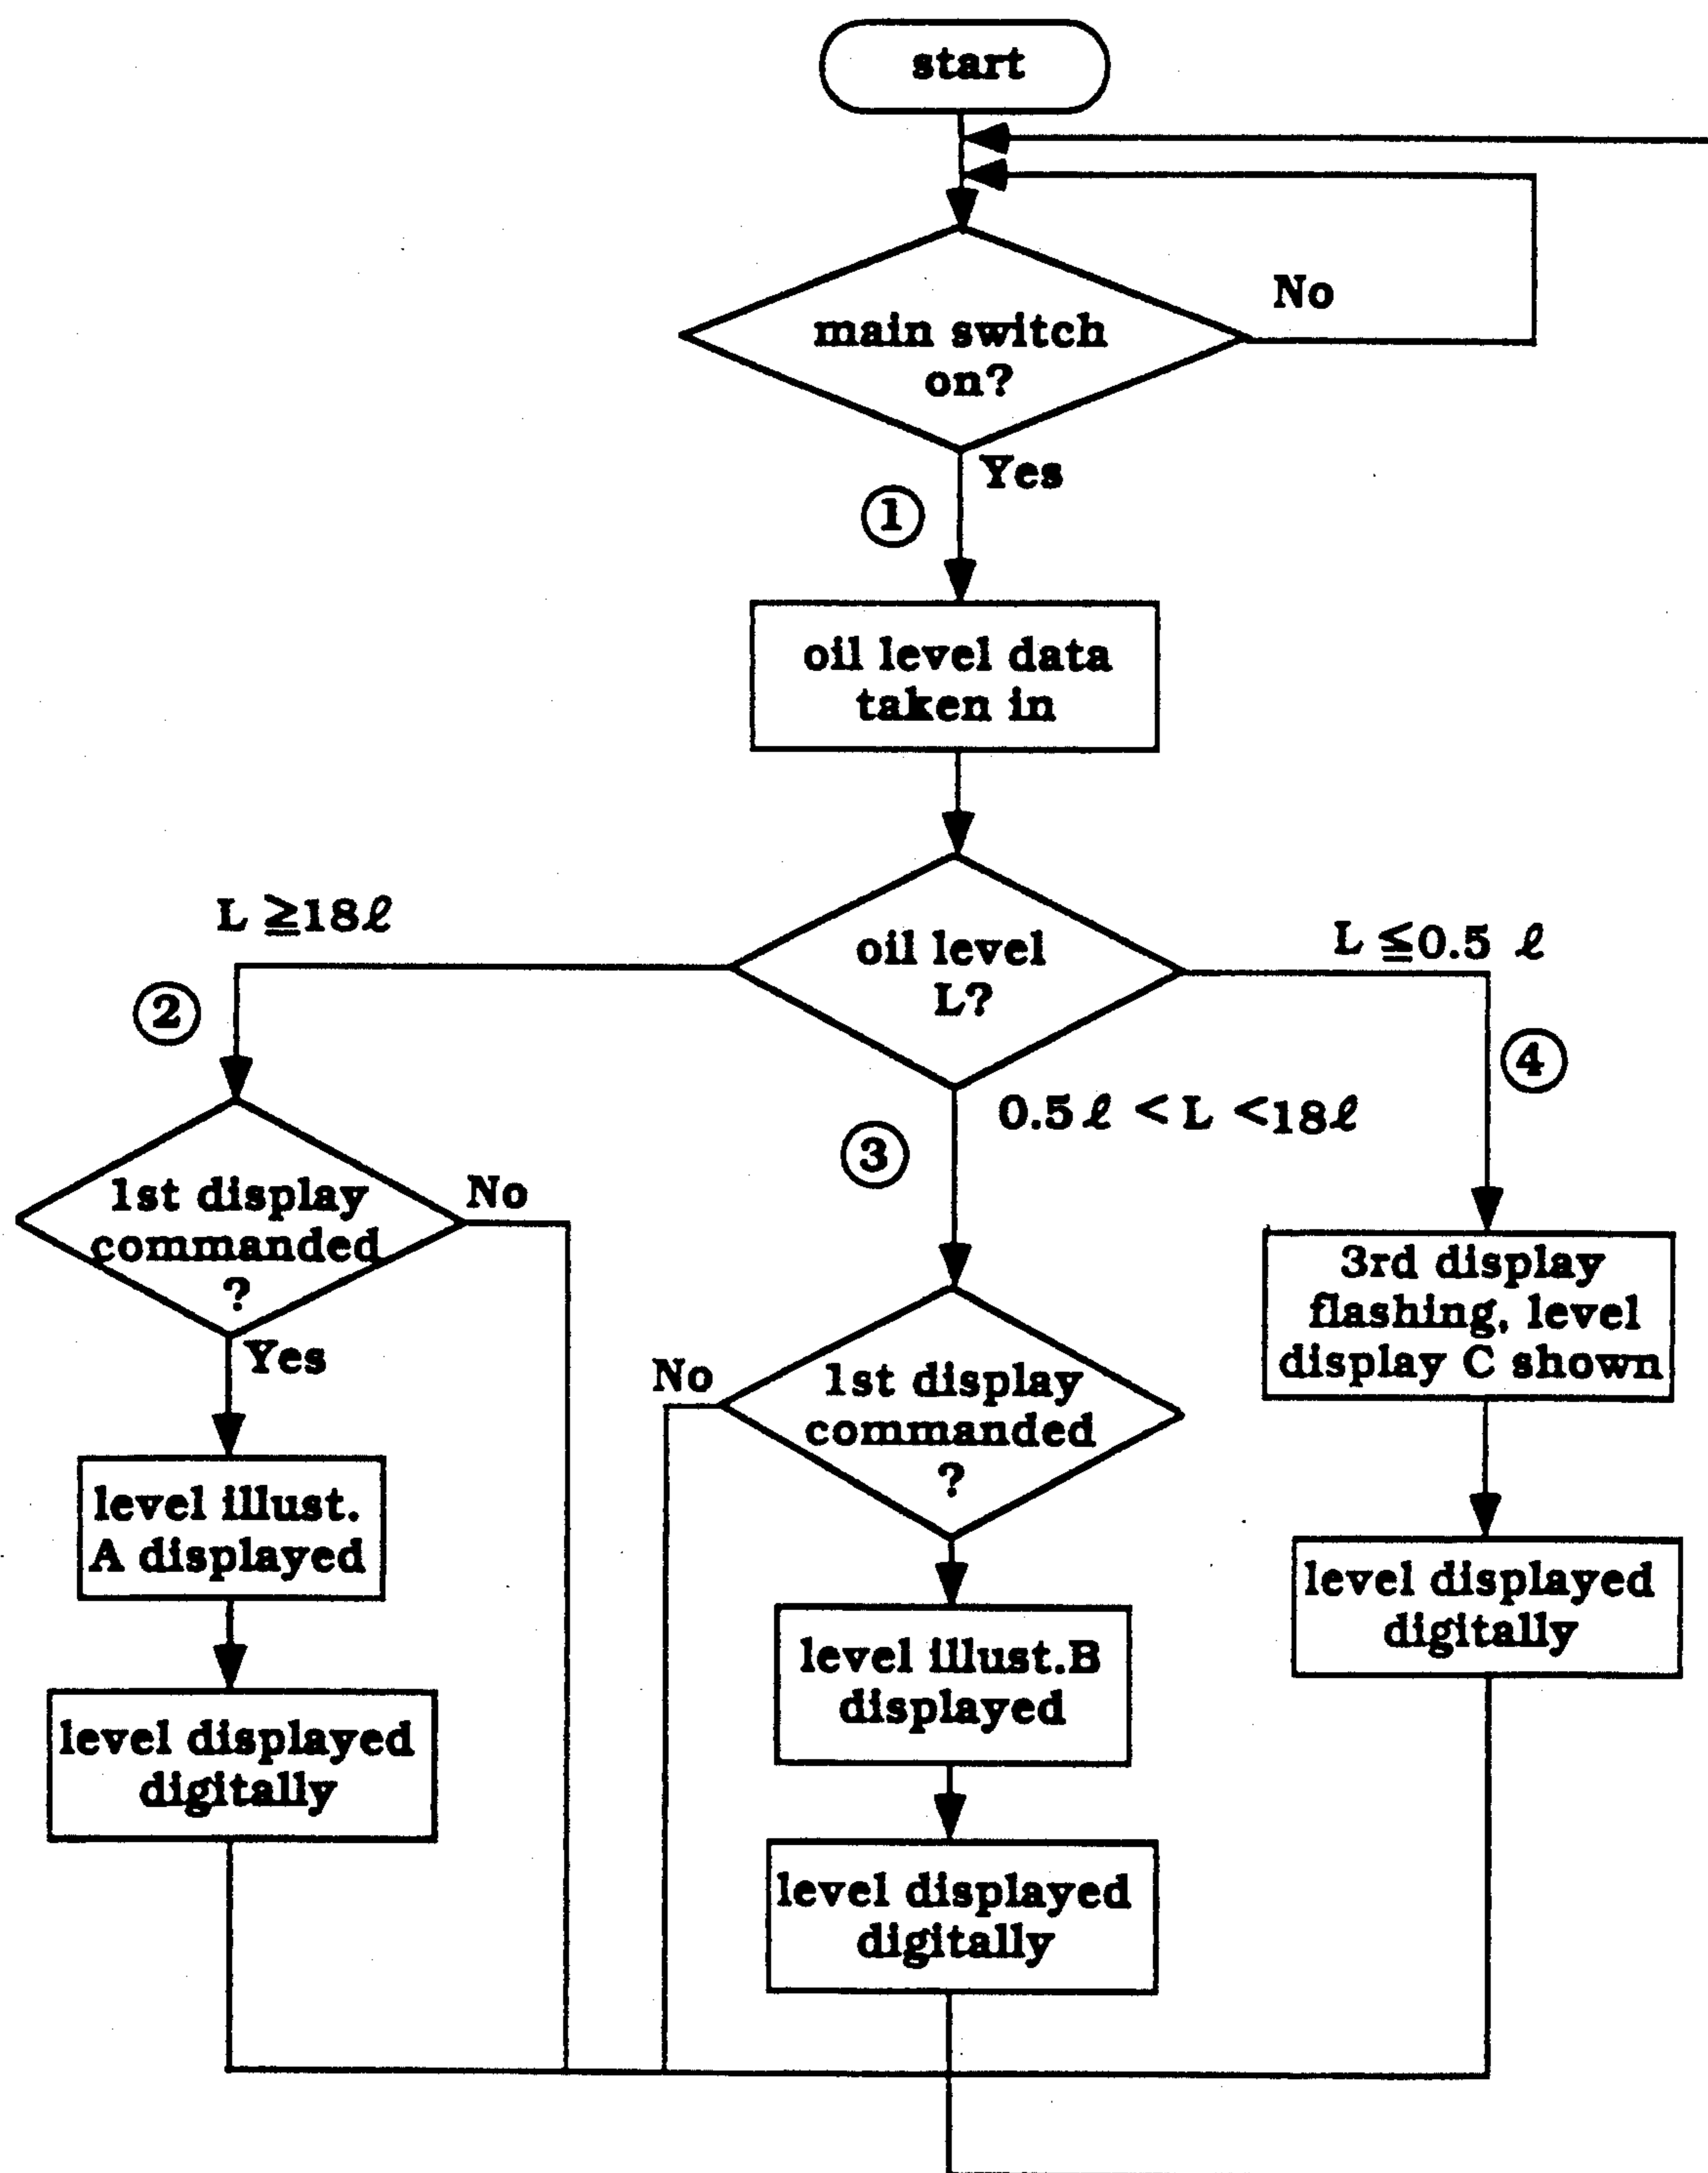 start
No
main switch
on?
Yes
①
oil level data
taken in
L ≧18ℓ
oil level
L?
L ≦0.5 ℓ
②
④
0.5ℓ < L <18ℓ
③
1st display
commanded
?
No
Yes
3rd display
flashing, level
display C shown
No
1st display
commanded
?
level illust.
A displayed
level displayed
digitally
level illust.B
displayed
level displayed
digitally
level displayed
digitally